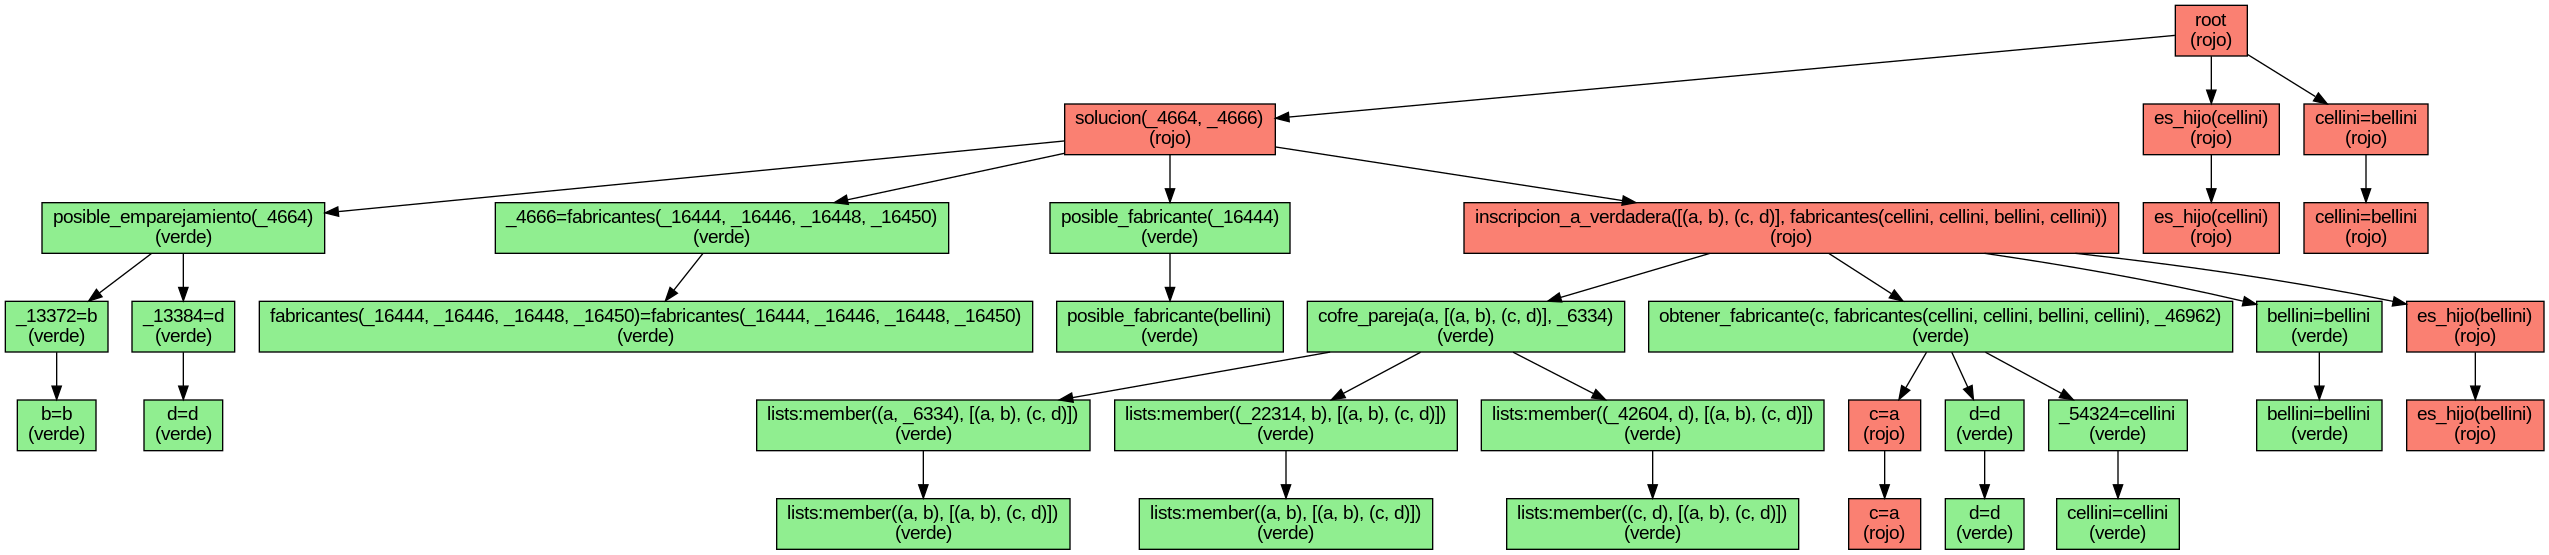 root
(rojo)
solucion(_4664, _4666)
(rojo)
es_hijo(cellini)
(rojo)
cellini=bellini
(rojo)
posible_emparejamiento(_4664)
(verde)
_4666=fabricantes(_16444, _16446, _16448, _16450)
(verde)
posible_fabricante(_16444)
(verde)
inscripcion_a_verdadera([(a, b), (c, d)], fabricantes(cellini, cellini, bellini, cellini))
(rojo)
es_hijo(cellini)
(rojo)
cellini=bellini
(rojo)
_13372=b
(verde)
_13384=d
(verde)
fabricantes(_16444, _16446, _16448, _16450)=fabricantes(_16444, _16446, _16448, _16450)
(verde)
posible_fabricante(bellini)
(verde)
cofre_pareja(a, [(a, b), (c, d)], _6334)
(verde)
obtener_fabricante(c, fabricantes(cellini, cellini, bellini, cellini), _46962)
(verde)
bellini=bellini
(verde)
es_hijo(bellini)
(rojo)
b=b
(verde)
d=d
(verde)
lists:member((a, _6334), [(a, b), (c, d)])
(verde)
lists:member((_22314, b), [(a, b), (c, d)])
(verde)
lists:member((_42604, d), [(a, b), (c, d)])
(verde)
c=a
(rojo)
d=d
(verde)
_54324=cellini
(verde)
bellini=bellini
(verde)
es_hijo(bellini)
(rojo)
lists:member((a, b), [(a, b), (c, d)])
(verde)
lists:member((a, b), [(a, b), (c, d)])
(verde)
lists:member((c, d), [(a, b), (c, d)])
(verde)
c=a
(rojo)
d=d
(verde)
cellini=cellini
(verde)